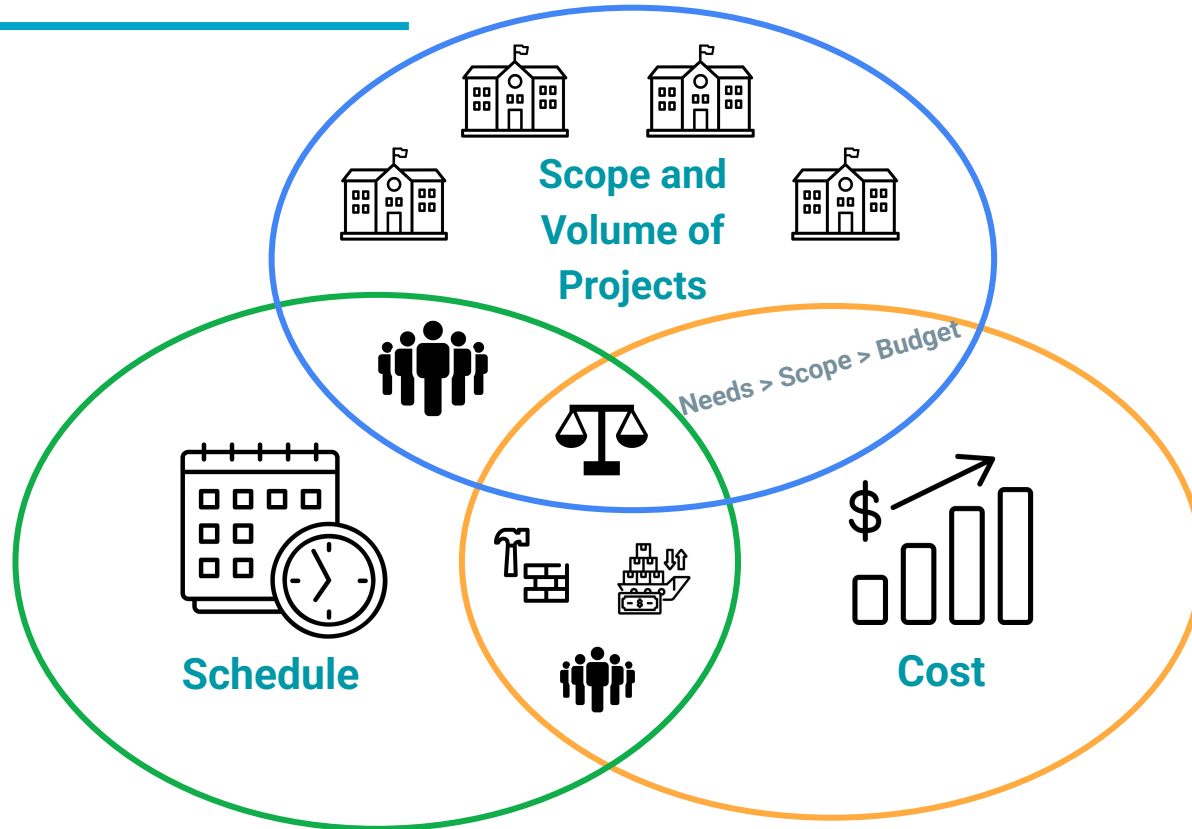 Scope and
Volume of
Projects
Needs > Scope > Budget
$
$
Schedule
Cost